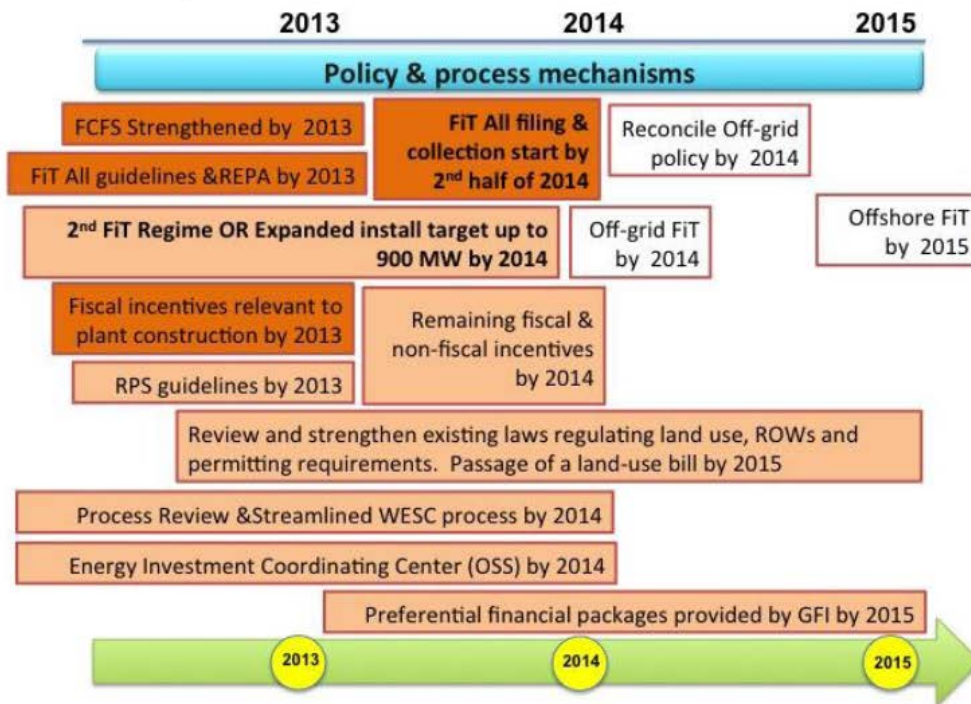 2013 2014 2015
Policy & process mechanisms
FCFS Strengthened by 2013
FiT All guidelines &REPA by 2013
FiT All filing &
collection start by
2nd half of 2014
Reconcile Off-grid
policy by 2014
2nd FiT Regime OR Expanded install target up to
900 MW by 2014
Off-grid FiT
by 2014
Offshore FiT
by 2015
Fiscal incentives relevant to
plant construction by 2013
Remaining fiscal &
non-fiscal incentives
by 2014
RPS guidelines by 2013
Review and strengthen existing laws regulating land use, ROWs and
permitting requirements. Passage of a land-use bill by 2015
Process Review &Streamlined WESC process by 2014
Energy Investment Coordinating Center (OSS) by 2014
Preferential financial packages provided by GFI by 2015
2013 2014 2015